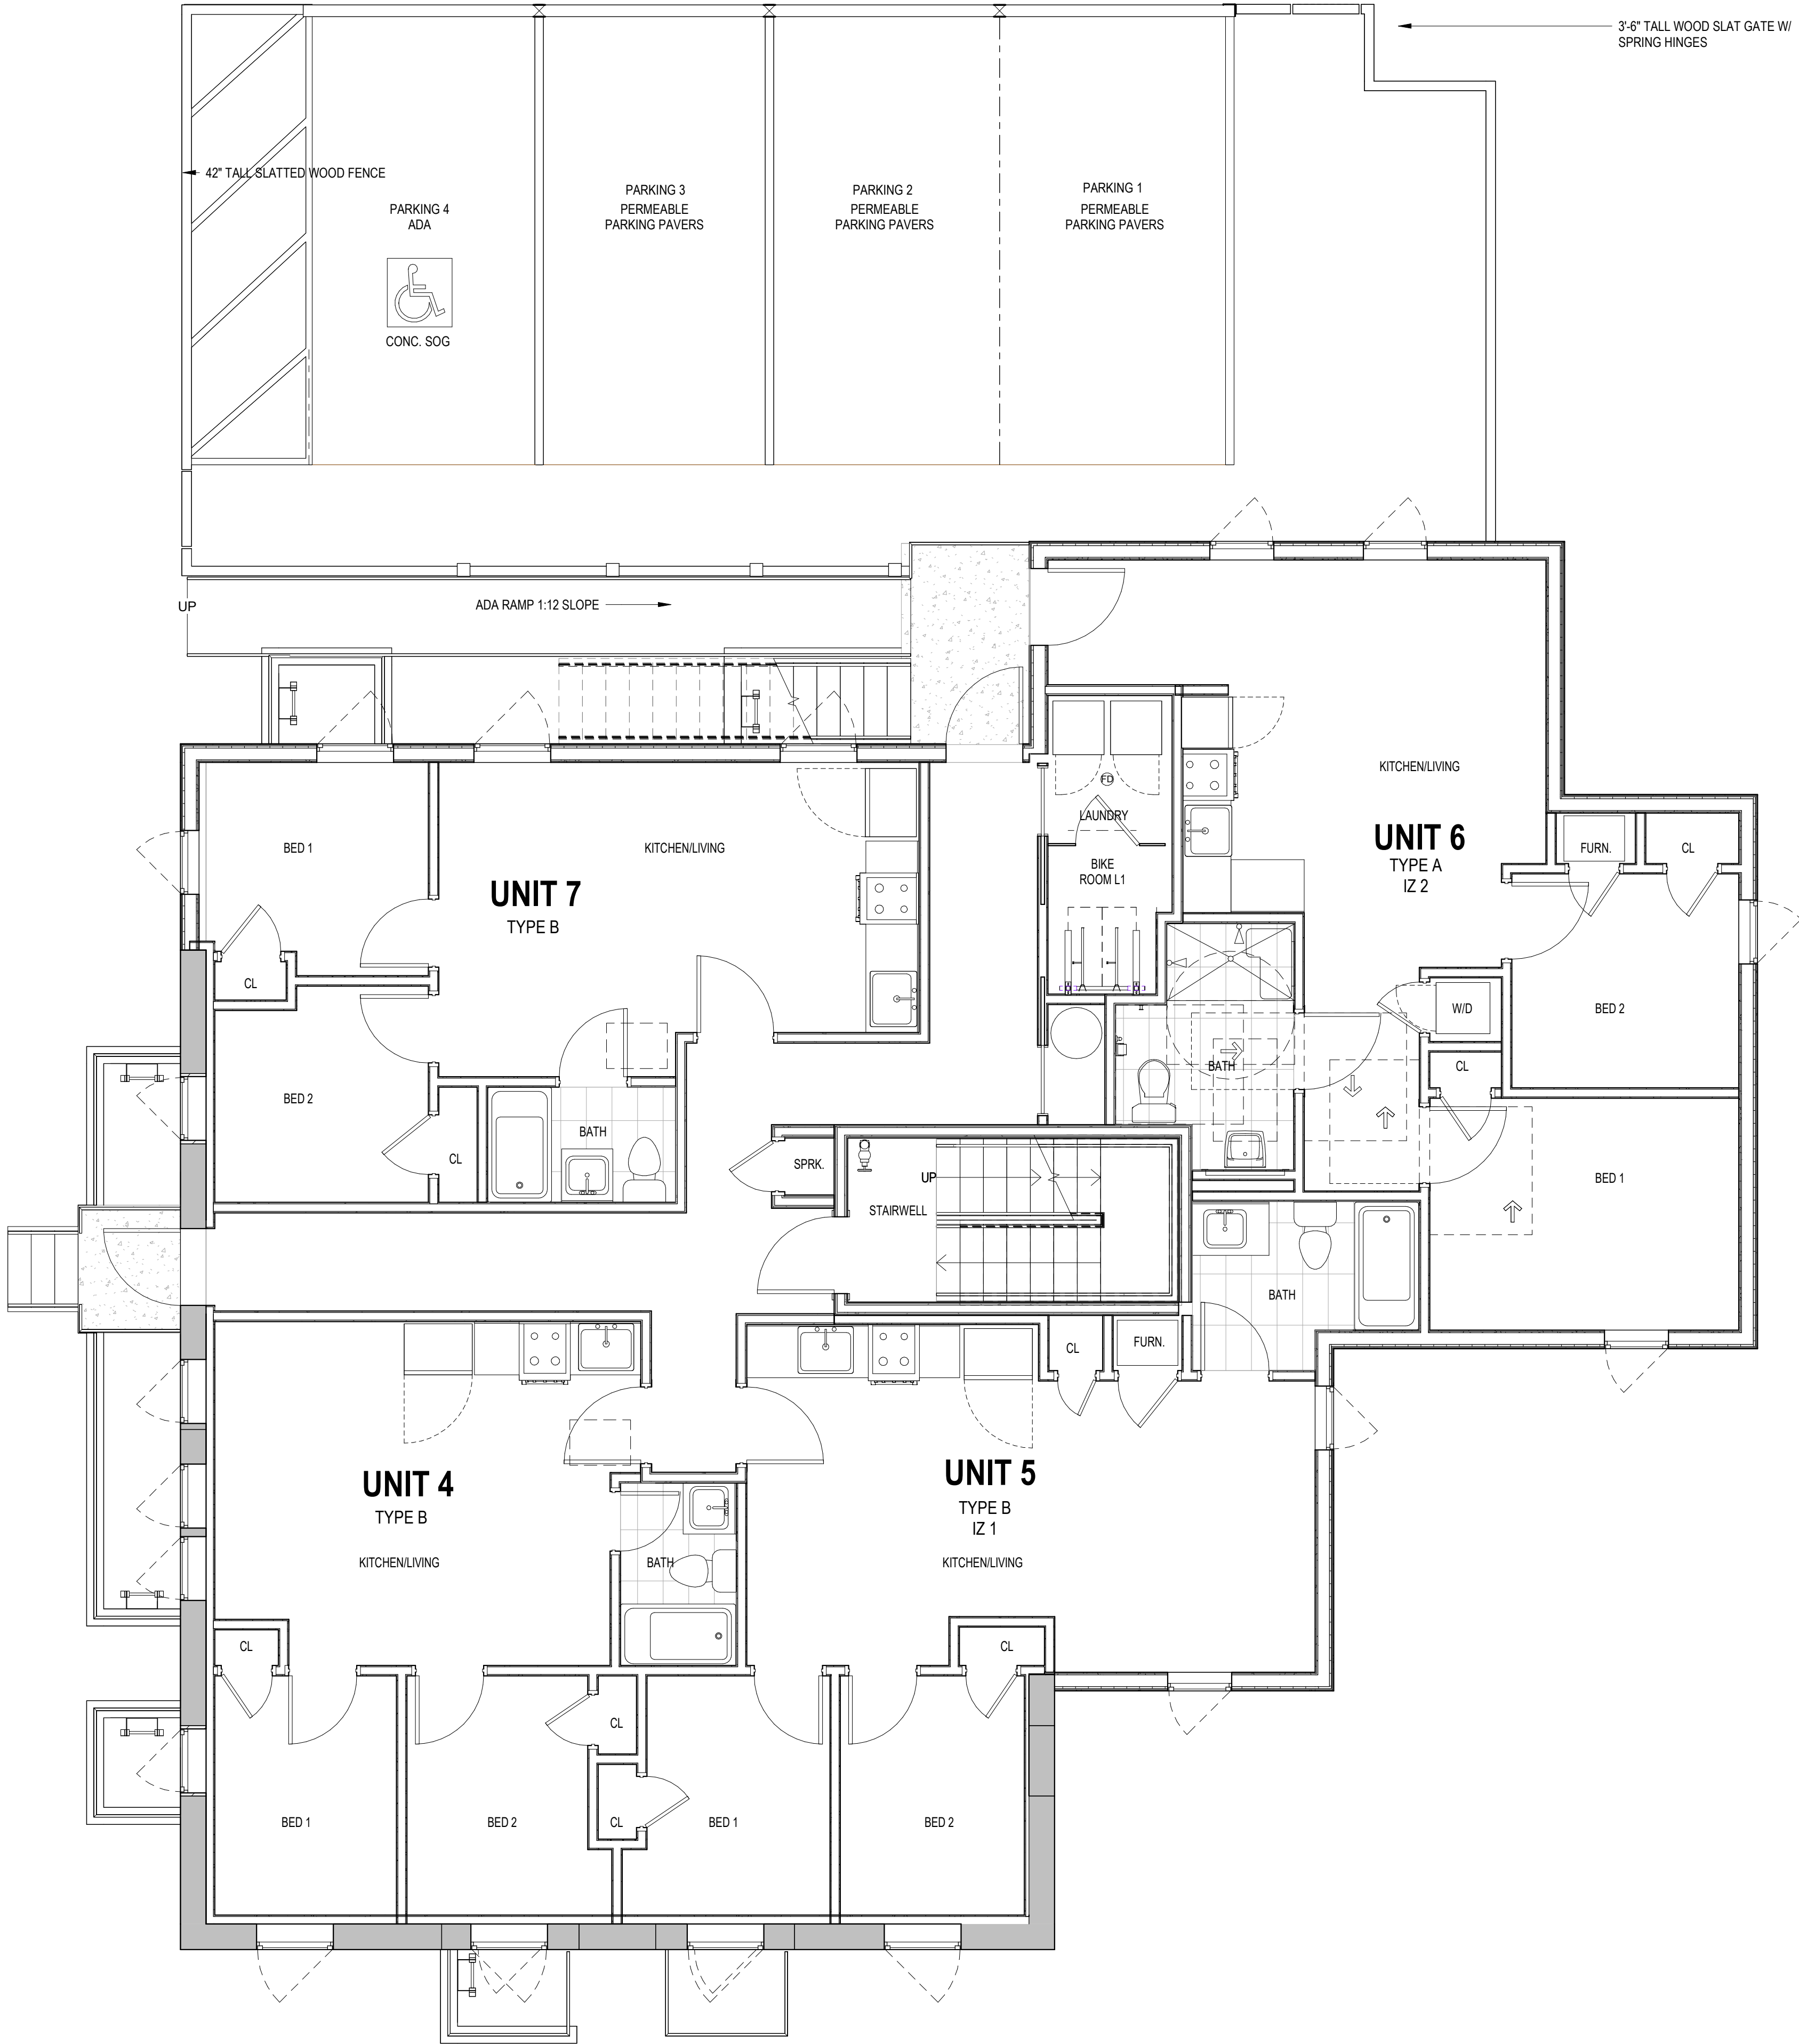 3'-6" TALL WOOD SLAT GATE W/
SPRING HINGES
42" TALL SLATTED WOOD FENCE
PARKING 4
ADA
CONC. SOG
PARKING 3
PERMEABLE
PARKING PAVERS
PARKING 2
PERMEABLE
PARKING PAVERS
PARKING 1
PERMEABLE
PARKING PAVERS
UP
ADA RAMP 1:12 SLOPE
BED 1
KITCHEN/LIVING
UNIT 7
TYPE B
CL
BED 2
CL
BATH
FD
LAUNDRY
BIKE
ROOM L1
KITCHEN/LIVING
UNIT 6
TYPE A
IZ 2
FURN.
CL
W/D
BED 2
CL
BATH
BED 1
SPRK.
UP
STAIRWELL
BATH
CL
FURN.
UNIT 4
TYPE B
KITCHEN/LIVING
BATH
UNIT 5
TYPE B
IZ 1
KITCHEN/LIVING
CL
CL
CL
CL
BED 1
BED 2
BED 1
BED 2